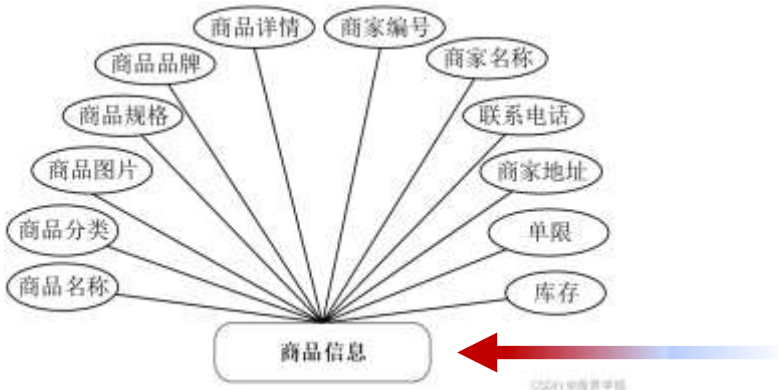 商品详情
商家编号
商品品牌
商家名称
商品规格
联系电话
商品图片
商家地址
商品分类
单限
商品名称
库存
商品信息